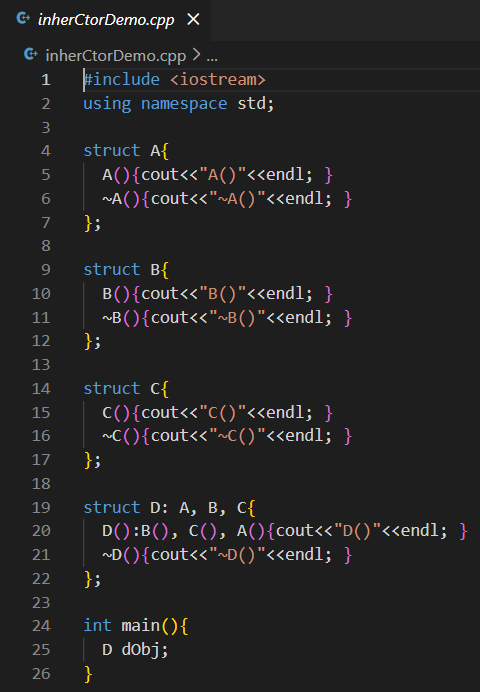 inherCtorDemo.cpp
inherCtorDemo.cpp > ...
1 #include <iostream>
2 using namespace std;
3
4 struct A{
5   A(){cout<<"A()"<<endl; }
6   ~A(){cout<<"~A()"<<endl; }
7 };
8
9 struct B{
10   B(){cout<<"B()"<<endl; }
11   ~B(){cout<<"~B()"<<endl; }
12 };
13
14 struct C{
15   C(){cout<<"C()"<<endl; }
16   ~C(){cout<<"~C()"<<endl; }
17 };
18
19 struct D: A, B, C{
20   D():B(), C(), A(){cout<<"D()"<<endl; }
21   ~D(){cout<<"~D()"<<endl; }
22 };
23
24 int main(){
25   D dObj;
26 }